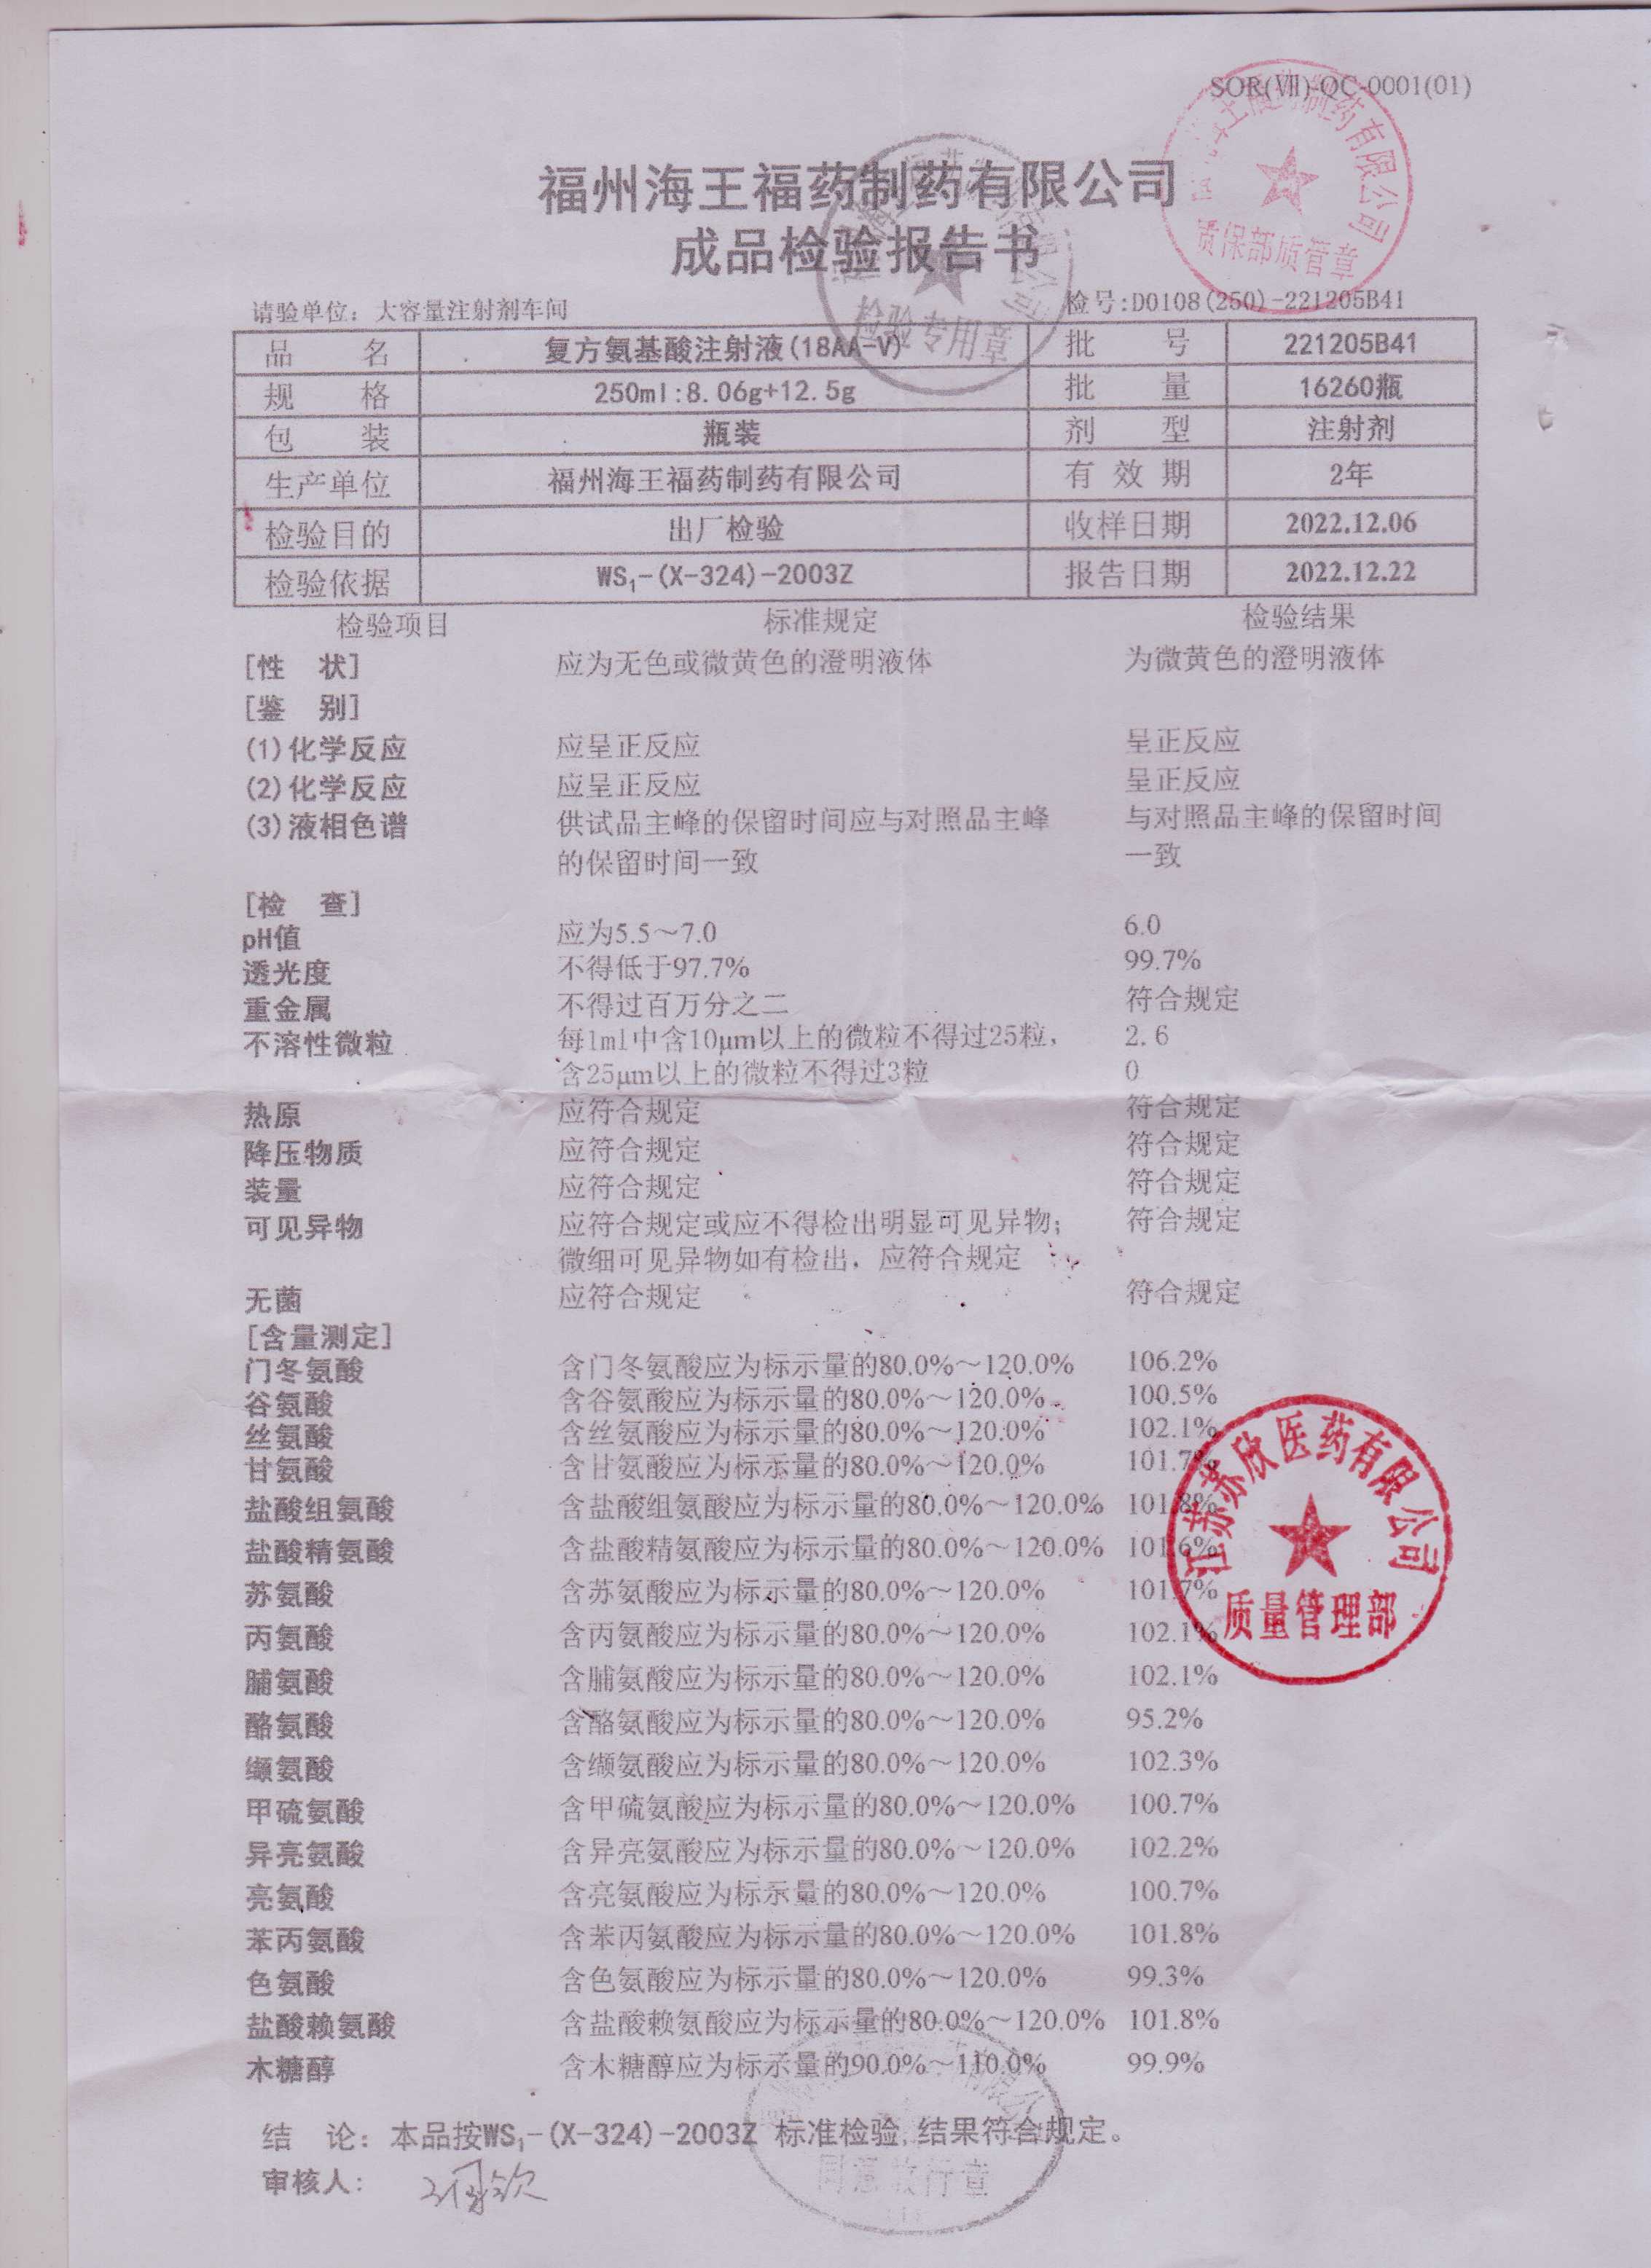 SOR(Ⅶ)-QC-0001(01)
福州海王福药制药有限公司
成品检验报告书
请验单位：大容量注射剂车间 检号:D0108(250)-221205B41
品 名 复方氨基酸注射液(18AA-V) 批 号 221205B41
规 格 250ml:8.06g+12.5g 批 量 16260瓶
包 装 瓶装 剂 型 注射剂
生产单位 福州海王福药制药有限公司 有 效 期 2年
检验目的 出厂检验 收样日期 2022.12.06
检验依据 WS₁-(X-324)-2003Z 报告日期 2022.12.22
检验项目 标准规定 检验结果
[性 状] 应为无色或微黄色的澄明液体 为微黄色的澄明液体
[鉴 别]
(1)化学反应 应呈正反应 呈正反应
(2)化学反应 应呈正反应 呈正反应
(3)液相色谱 供试品主峰的保留时间应与对照品主峰 与对照品主峰的保留时间
的保留时间一致 一致
[检 查]
pH值 应为5.5～7.0 6.0
透光度 不得低于97.7% 99.7%
重金属 不得过百万分之二 符合规定
不溶性微粒 每1ml中含10μm以上的微粒不得过25粒， 2.6
含25μm以上的微粒不得过3粒 0
热原 应符合规定 符合规定
降压物质 应符合规定 符合规定
装量 应符合规定 符合规定
可见异物 应符合规定或应不得检出明显可见异物； 符合规定
微细可见异物如有检出，应符合规定
无菌 应符合规定 符合规定
[含量测定]
门冬氨酸 含门冬氨酸应为标示量的80.0%～120.0% 106.2%
谷氨酸 含谷氨酸应为标示量的80.0%～120.0% 100.5%
丝氨酸 含丝氨酸应为标示量的80.0%～120.0% 102.1%
甘氨酸 含甘氨酸应为标示量的80.0%～120.0% 101.7%
盐酸组氨酸 含盐酸组氨酸应为标示量的80.0%～120.0% 101.8%
盐酸精氨酸 含盐酸精氨酸应为标示量的80.0%～120.0% 101.6%
苏氨酸 含苏氨酸应为标示量的80.0%～120.0% 101.7%
丙氨酸 含丙氨酸应为标示量的80.0%～120.0% 102.1%
脯氨酸 含脯氨酸应为标示量的80.0%～120.0% 102.1%
酪氨酸 含酪氨酸应为标示量的80.0%～120.0% 95.2%
缬氨酸 含缬氨酸应为标示量的80.0%～120.0% 102.3%
甲硫氨酸 含甲硫氨酸应为标示量的80.0%～120.0% 100.7%
异亮氨酸 含异亮氨酸应为标示量的80.0%～120.0% 102.2%
亮氨酸 含亮氨酸应为标示量的80.0%～120.0% 100.7%
苯丙氨酸 含苯丙氨酸应为标示量的80.0%～120.0% 101.8%
色氨酸 含色氨酸应为标示量的80.0%～120.0% 99.3%
盐酸赖氨酸 含盐酸赖氨酸应为标示量的80.0%～120.0% 101.8%
木糖醇 含木糖醇应为标示量的90.0%～110.0% 99.9%
结 论：本品按WS₁-(X-324)-2003Z 标准检验,结果符合规定。
审核人：
质保部质管章
检验专用章
江苏苏欣医药有限公司
质量管理部
同意放行章